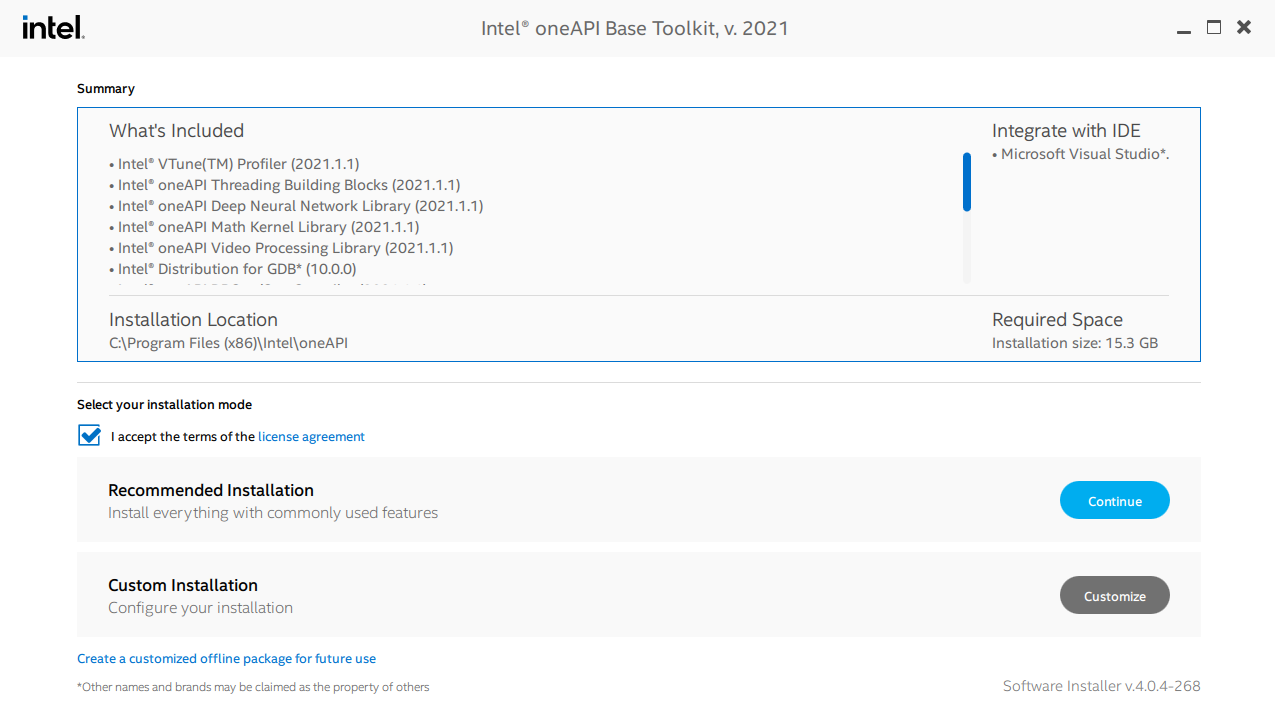 intel.
Intel® oneAPI Base Toolkit, v. 2021
Summary
What's Included
• Intel® VTune(TM) Profiler (2021.1.1)
• Intel® oneAPI Threading Building Blocks (2021.1.1)
• Intel® oneAPI Deep Neural Network Library (2021.1.1)
• Intel® oneAPI Math Kernel Library (2021.1.1)
• Intel® oneAPI Video Processing Library (2021.1.1)
• Intel® Distribution for GDB* (10.0.0)
Integrate with IDE
• Microsoft Visual Studio*.
Installation Location
C:\Program Files (x86)\Intel\oneAPI
Required Space
Installation size: 15.3 GB
Select your installation mode
I accept the terms of the license agreement
Recommended Installation
Install everything with commonly used features
Continue
Custom Installation
Configure your installation
Customize
Create a customized offline package for future use
*Other names and brands may be claimed as the property of others
Software Installer v.4.0.4-268